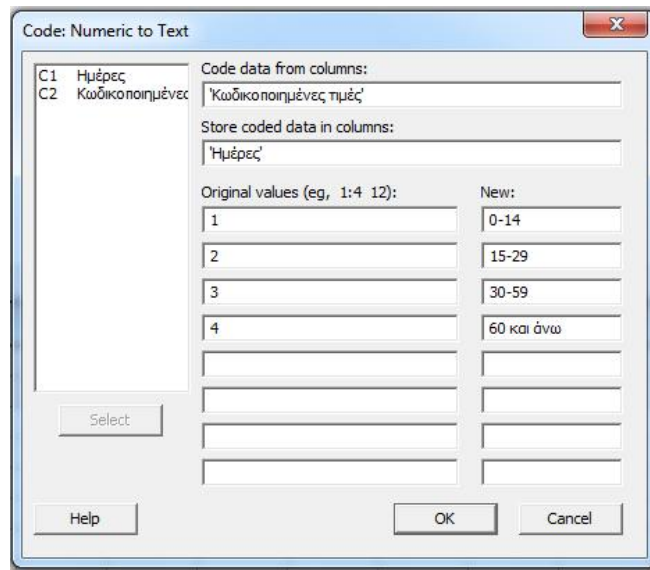 Code: Numeric to Text
C1 Ημέρες
C2 Κωδικοποιημένες
Code data from columns:
'Κωδικοποιημένες τιμές'
Store coded data in columns:
'Ημέρες'
Original values (eg, 1:4 12): New:
1 0-14
2 15-29
3 30-59
4 60 και άνω
Select
Help OK Cancel